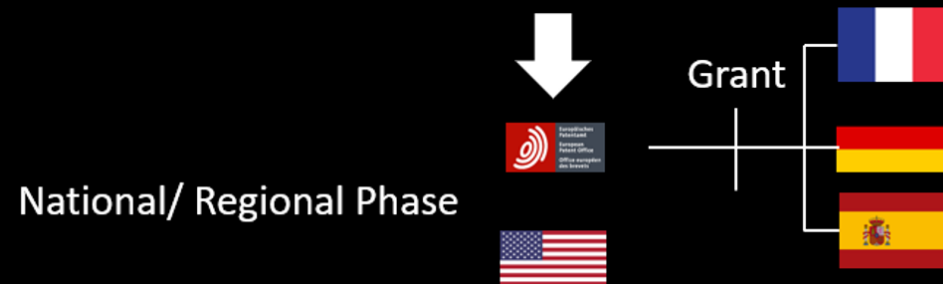 Grant
Europäisches
Patentamt
European
Patent Office
Office européen
des brevets
National/ Regional Phase